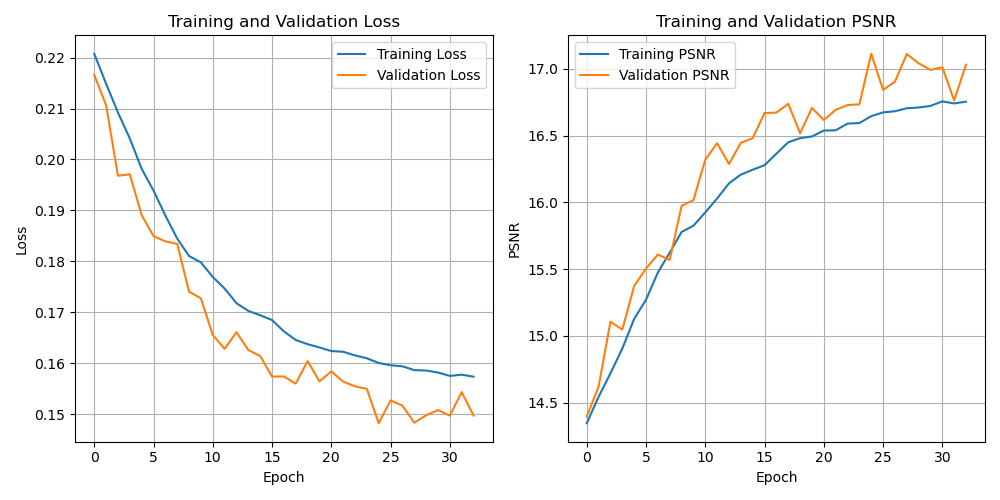 Training and Validation Loss
Training Loss
Validation Loss
0.22
0.21
0.20
0.19
0.18
0.17
0.16
0.15
Loss
0 5 10 15 20 25 30
Epoch
Training and Validation PSNR
Training PSNR
Validation PSNR
17.0
16.5
16.0
15.5
15.0
14.5
PSNR
0 5 10 15 20 25 30
Epoch